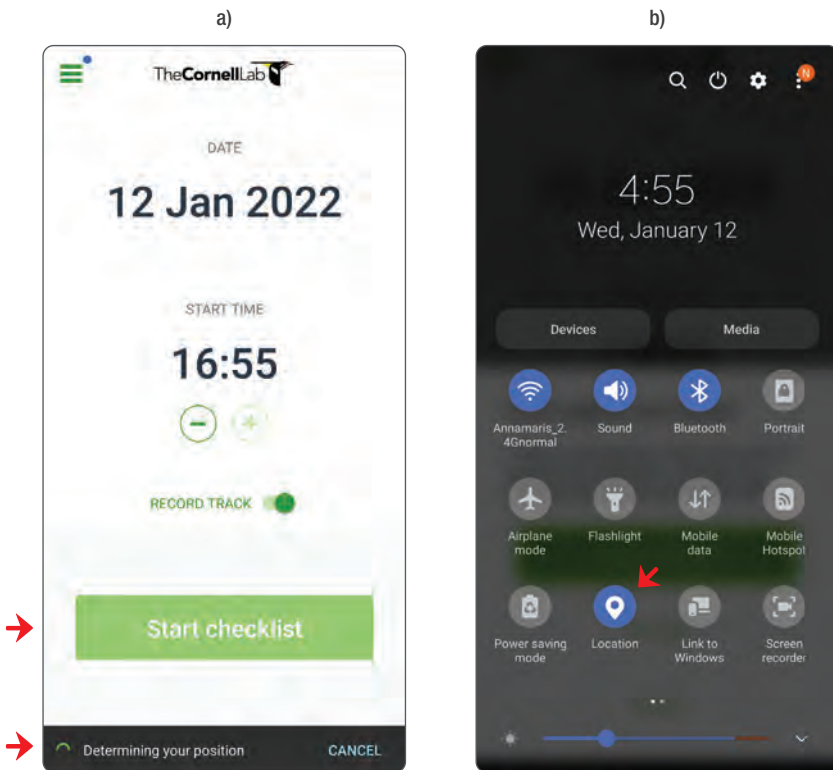 a)
TheCornellLab
DATE
12 Jan 2022
START TIME
16:55
RECORD TRACK
Start checklist
Determining your position CANCEL
b)
N
4:55
Wed, January 12
Devices Media
Annamaris_2.
4Gnormal
Sound
Bluetooth
Portrait
Airplane
mode
Flashlight
Mobile
data
Mobile
Hotspot
Power saving
mode
Location
Link to
Windows
Screen
recorder